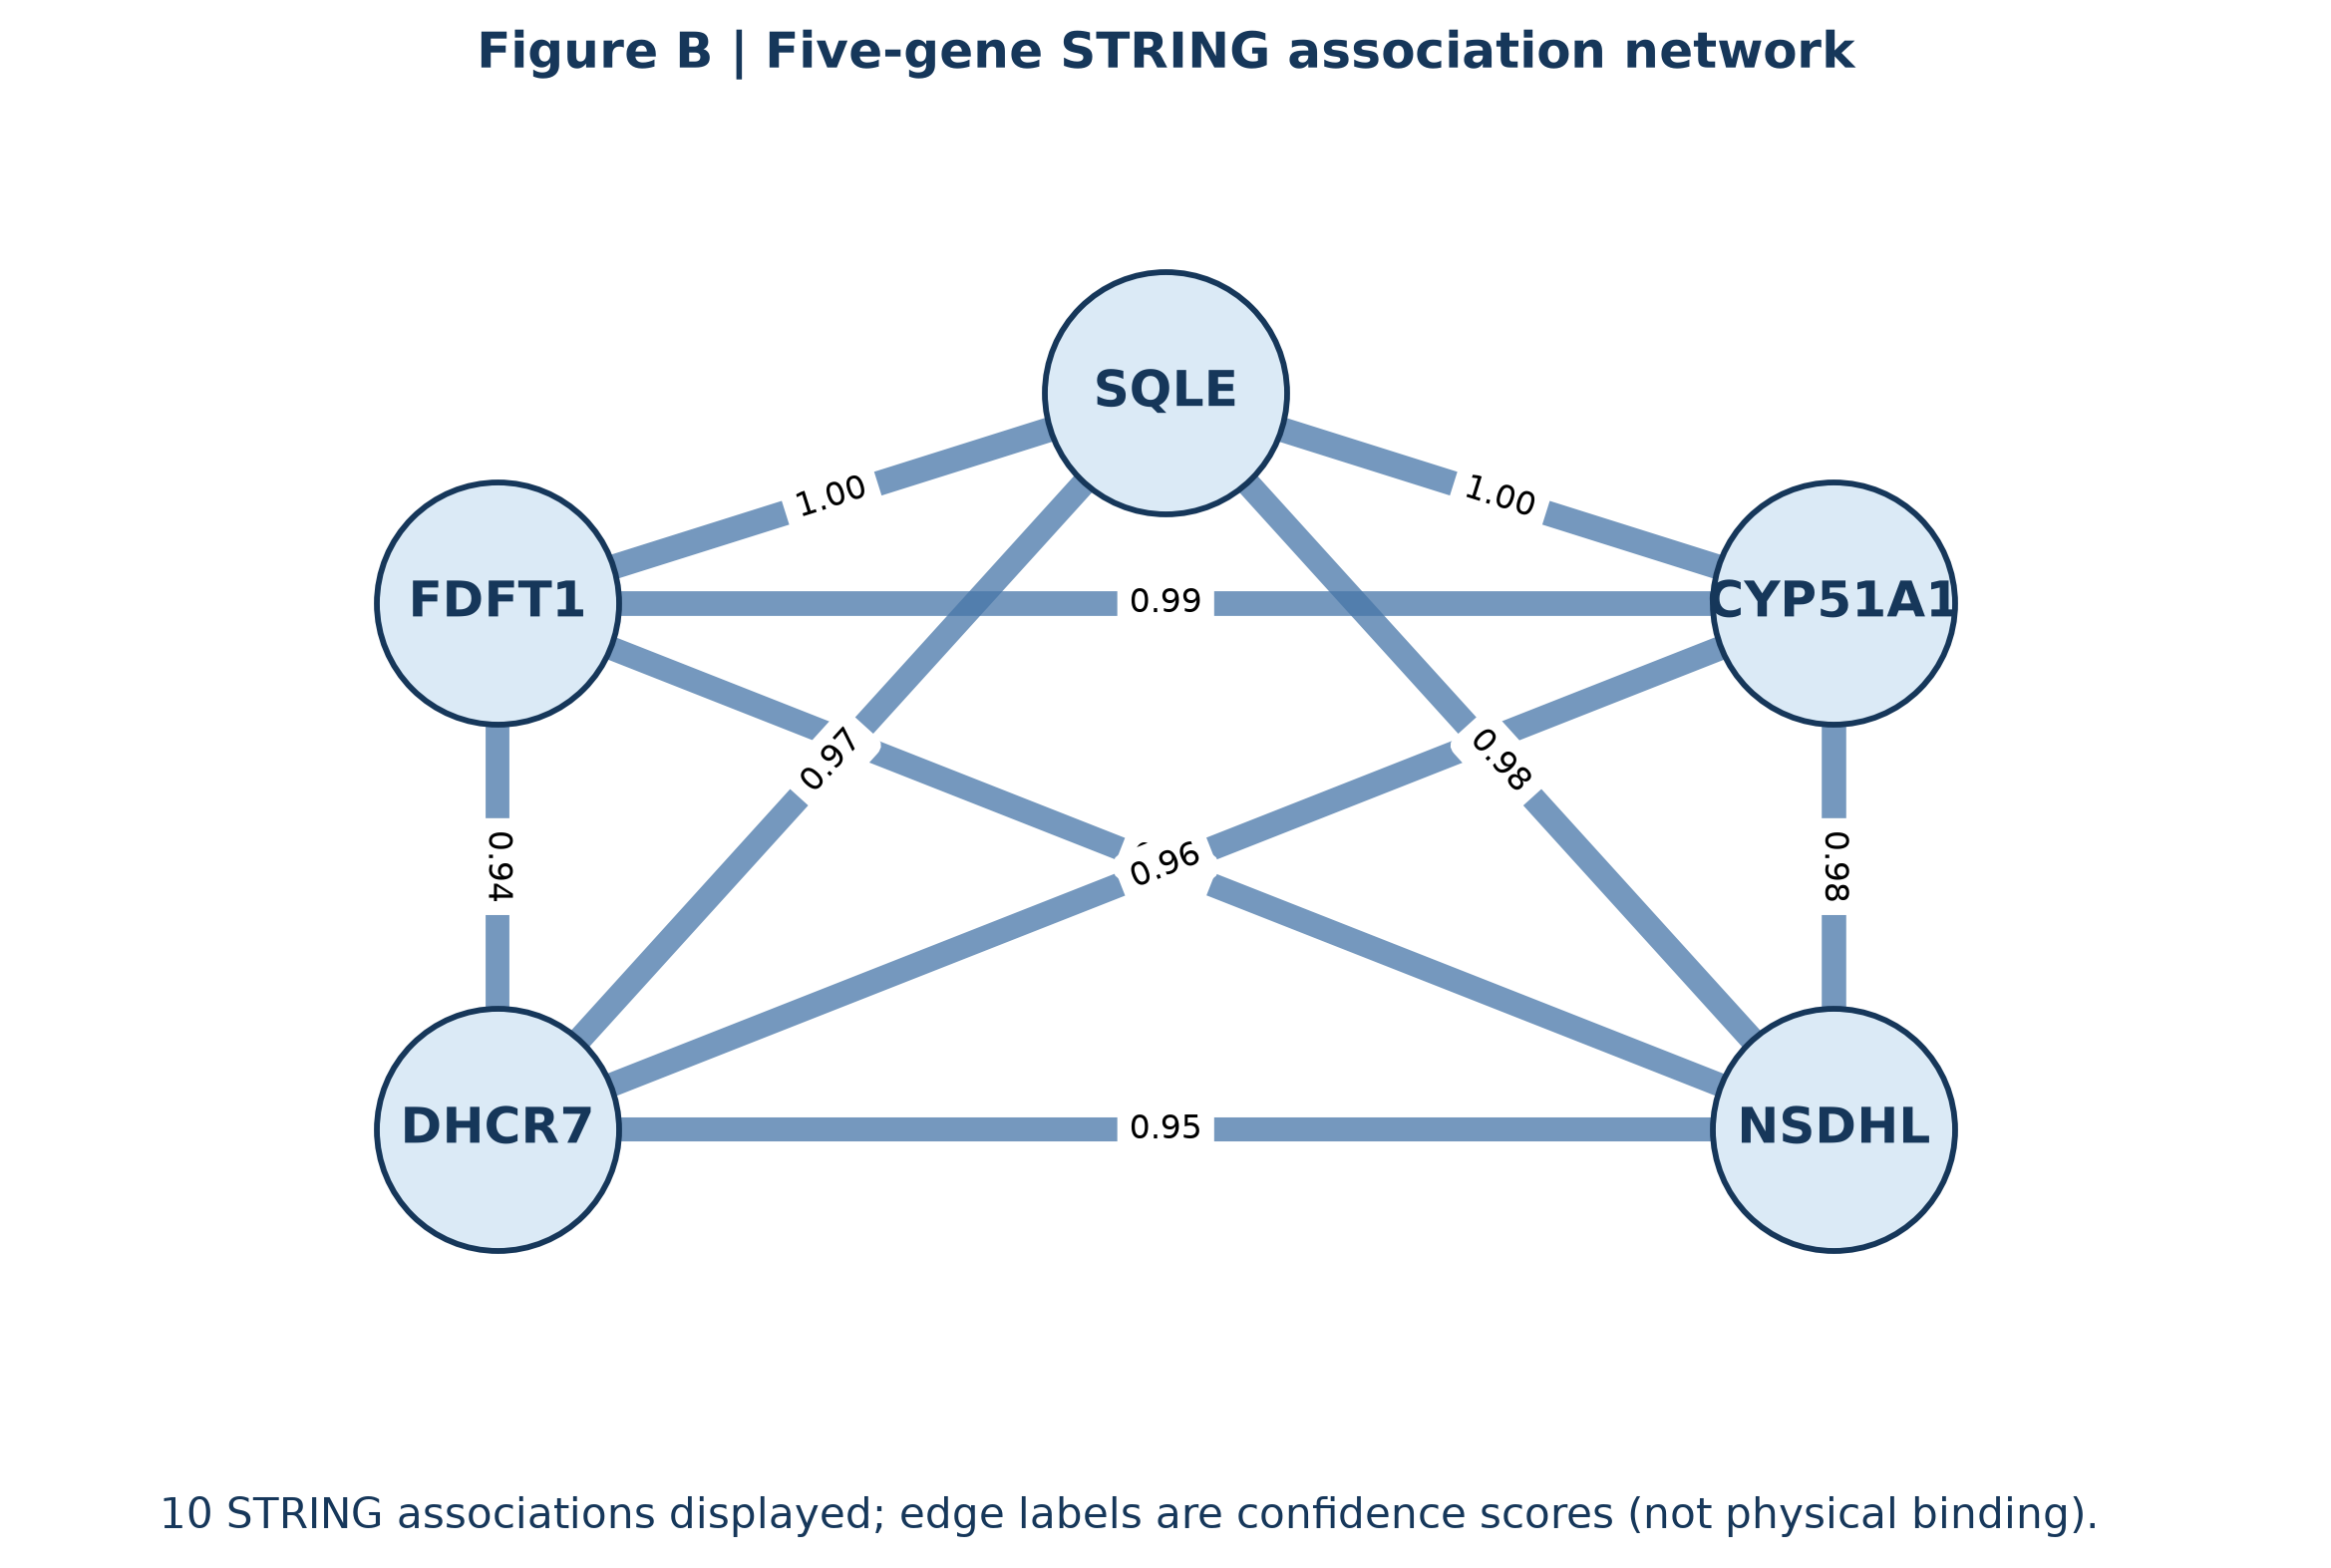 Figure B | Five-gene STRING association network
SQLE
1.00
1.00
FDFT1
0.99
CYP51A1
0.97
0.98
0.94
0.96
0.98
DHCR7
0.95
NSDHL
10 STRING associations displayed; edge labels are confidence scores (not physical binding).